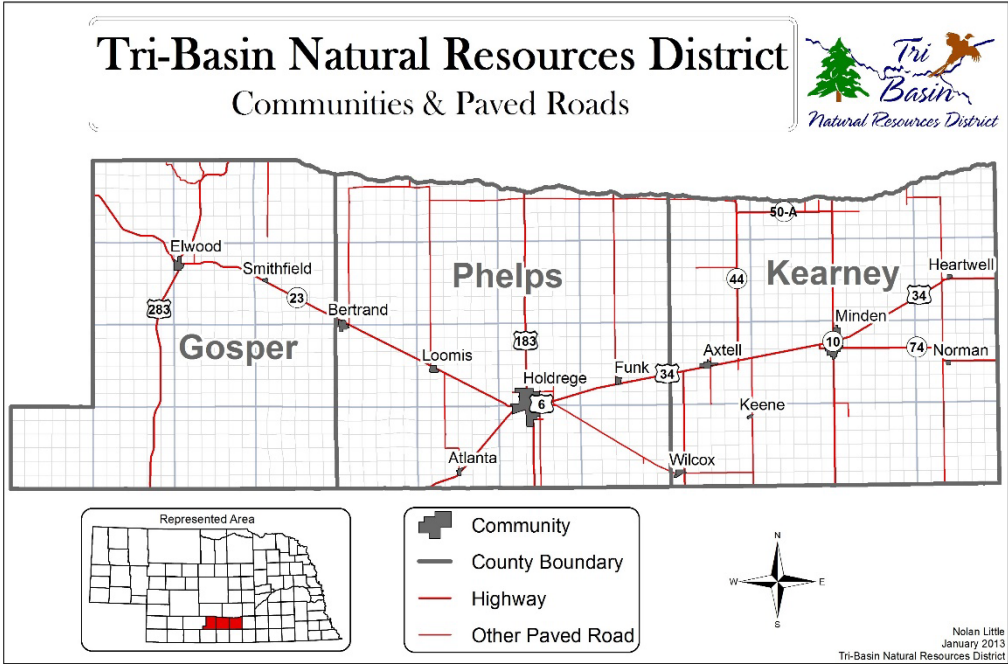 Tri-Basin Natural Resources District
Communities & Paved Roads
Tri
Basin
Natural Resources District
50-A
Elwood
Smithfield
Phelps
Kearney
Heartwell
44
23
34
283
Bertrand
Minden
Gosper
183
10
74
Loomis
Funk
Axtell
Norman
34
Holdrege
6
Keene
Atlanta
Wilcox
Represented Area
Community
County Boundary
Highway
Other Paved Road
N
W
E
S
Nolan Little
January 2013
Tri-Basin Natural Resources District